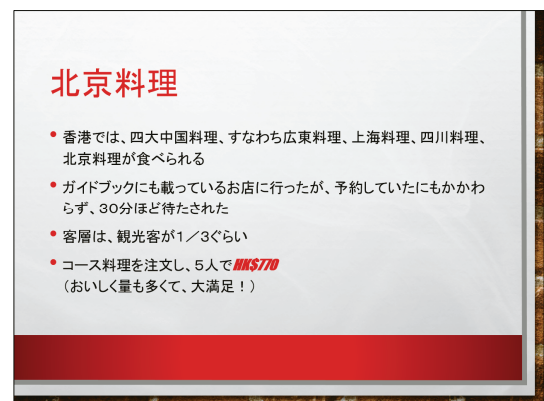 北京料理
• 香港では、四大中国料理、すなわち広東料理、上海料理、四川料理、
北京料理が食べられる
• ガイドブックにも載っているお店に行ったが、予約していたにもかかわ
らず、30分ほど待たされた
• 客層は、観光客が1／3ぐらい
• コース料理を注文し、5人でHK$770
（おいしく量も多くて、大満足！）